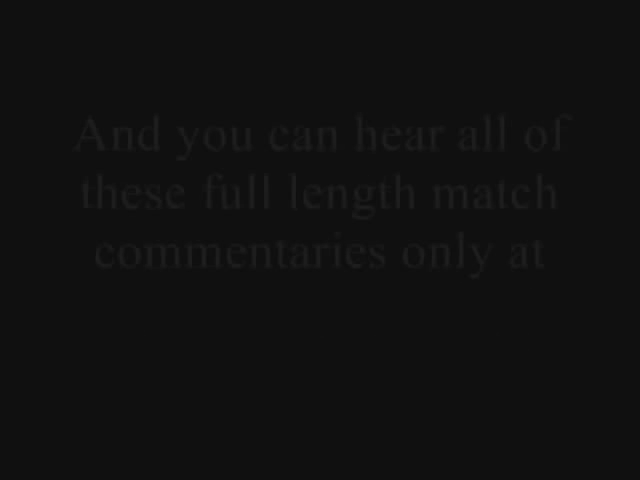 And you can hear all of
these full length match
commentaries only at